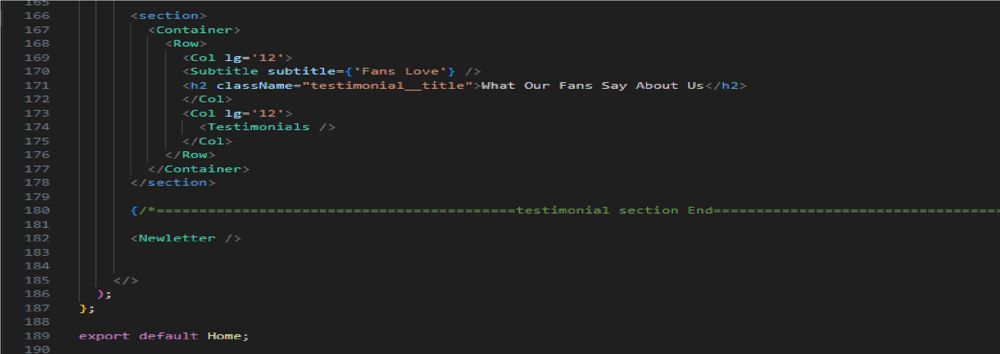 165
166 <section>
167 <Container>
168 <Row>
169 <Col lg='12'>
170 <Subtitle subtitle={'Fans Love'} />
171 <h2 className="testimonial__title">What Our Fans Say About Us</h2>
172 </Col>
173 <Col lg='12'>
174 <Testimonials />
175 </Col>
176 </Row>
177 </Container>
178 </section>
179
180 {/*==========================================testimonial section End==================================
181
182 <Newletter />
183
184
185 </>
186 );
187 };
188
189 export default Home;
190